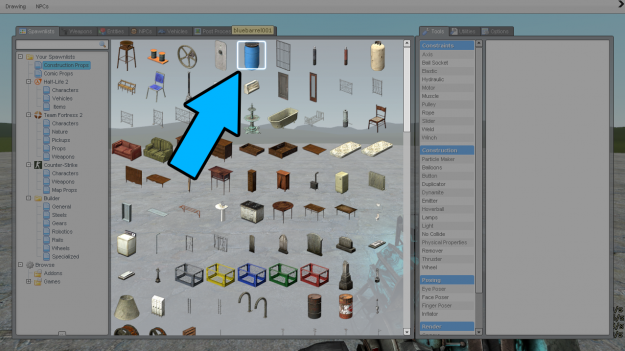 Drawing NPCs
Spawnlists Weapons Entities NPCs Vehicles Post Process bluebarrel001 Tools Utilities Options
Your Spawnlists
Construction Props
Comic Props
Half-Life 2
Characters
Vehicles
Items
Team Fortress 2
Characters
Nature
Pickups
Props
Weapons
Counter-Strike
Characters
Weapons
Map Props
Builder
General
Steels
Gears
Robotics
Rails
Wheels
Specialized
Browse
Addons
Games
Constraints
Axis
Ball Socket
Elastic
Hydraulic
Motor
Muscle
Pulley
Rope
Slider
Weld
Winch
Construction
Particle Maker
Balloons
Button
Duplicator
Dynamite
Emitter
Hoverball
Lamps
Light
No Collide
Physical Properties
Remover
Thruster
Wheel
Posing
Eye Poser
Face Poser
Finger Poser
Inflator
Render